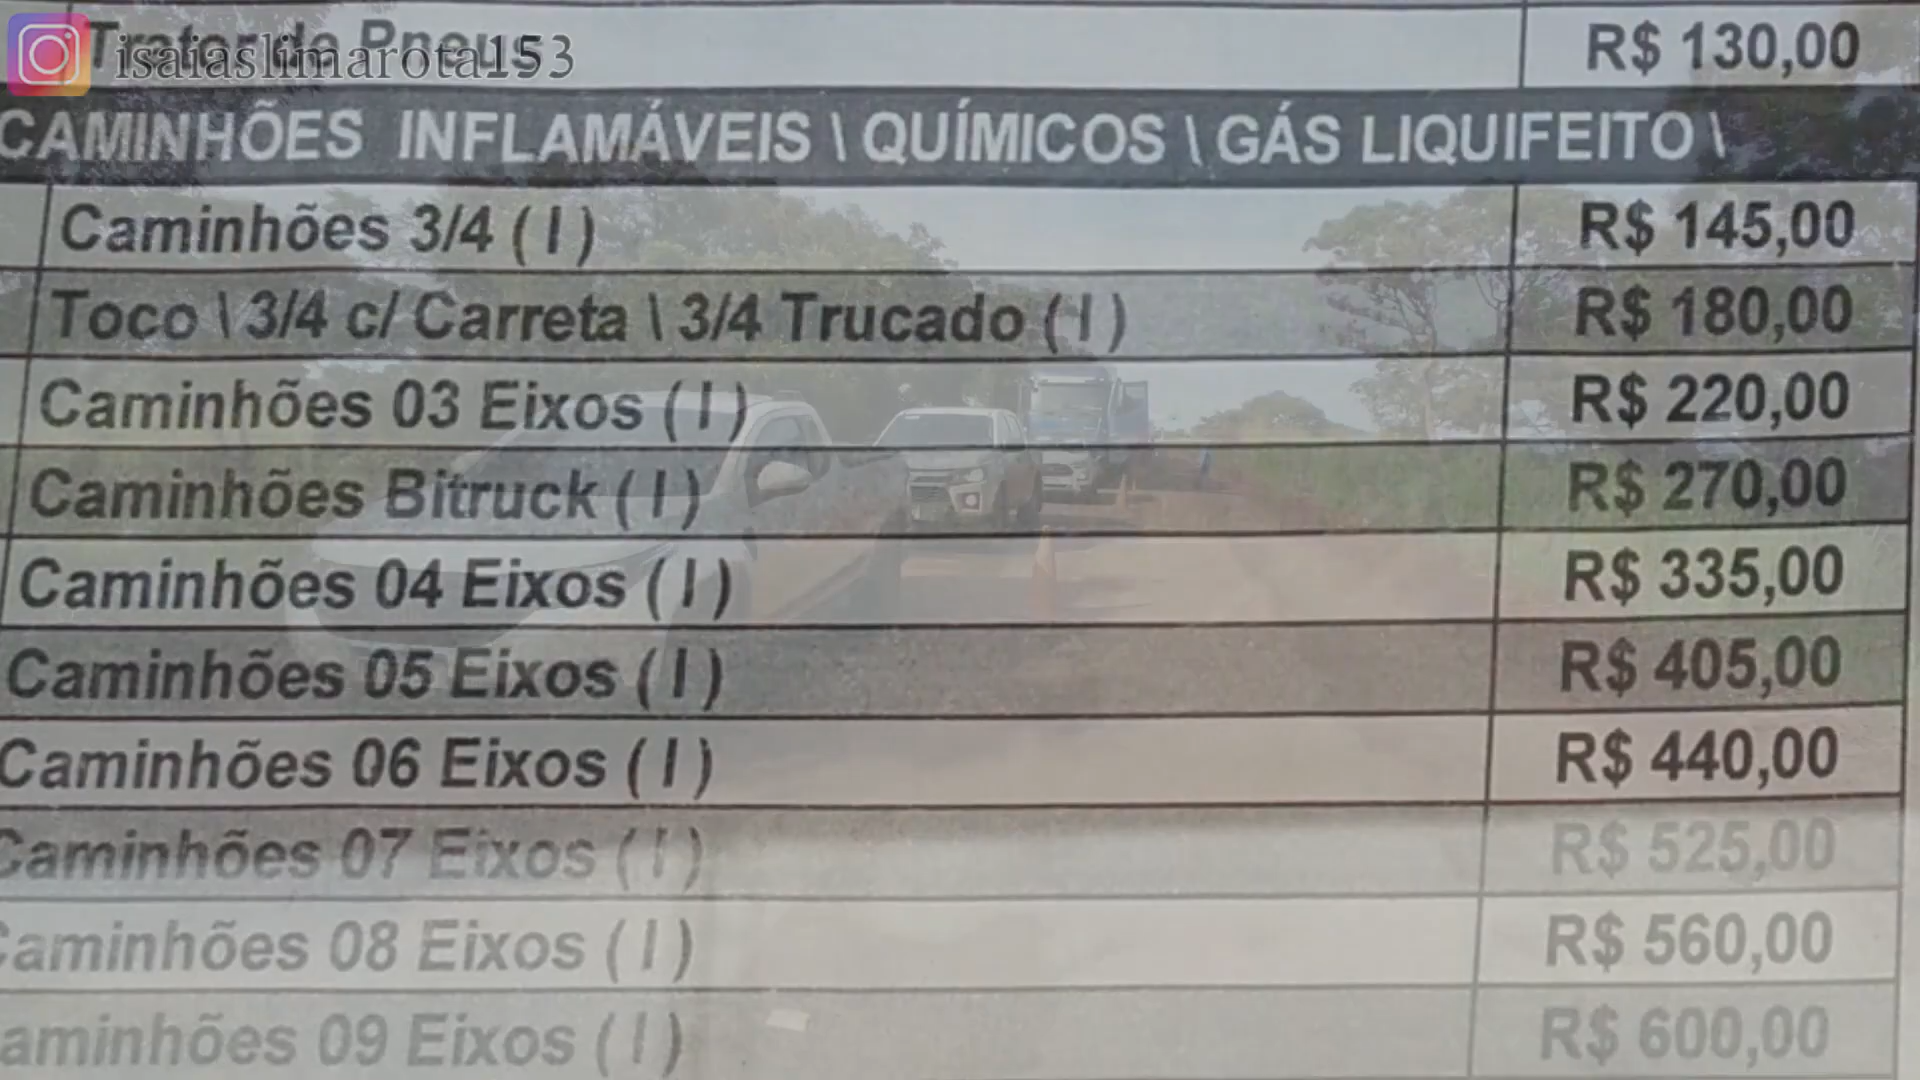 Trator de Pneus R$ 130,00
isaiaslimarota153
CAMINHÕES INFLAMÁVEIS \ QUÍMICOS \ GÁS LIQUIFEITO \
Caminhões 3/4 ( I ) R$ 145,00
Toco \ 3/4 c/ Carreta \ 3/4 Trucado ( I ) R$ 180,00
Caminhões 03 Eixos ( I ) R$ 220,00
Caminhões Bitruck ( I ) R$ 270,00
Caminhões 04 Eixos ( I ) R$ 335,00
Caminhões 05 Eixos ( I ) R$ 405,00
Caminhões 06 Eixos ( I ) R$ 440,00
Caminhões 07 Eixos ( I ) R$ 525,00
Caminhões 08 Eixos ( I ) R$ 560,00
Caminhões 09 Eixos ( I ) R$ 600,00